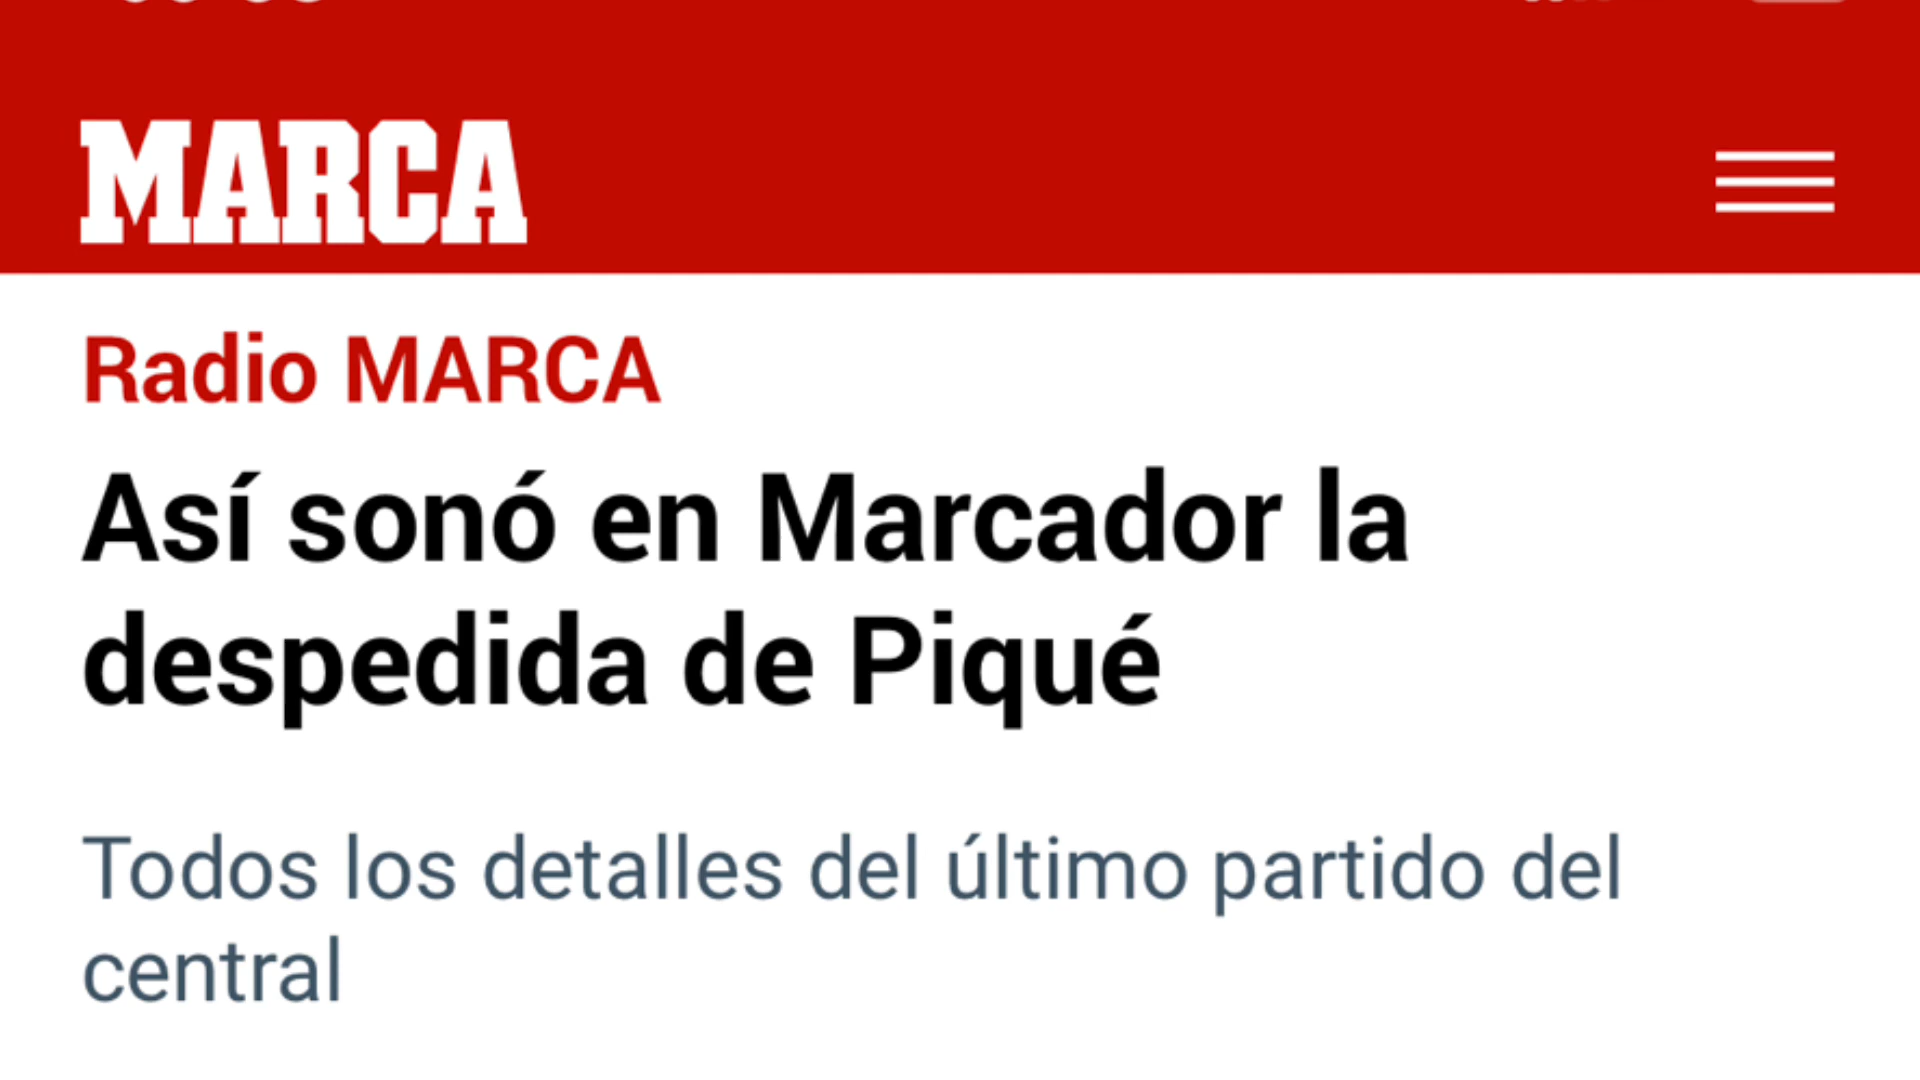 MARCA
Radio MARCA
Así sonó en Marcador la
despedida de Piqué
Todos los detalles del último partido del
central